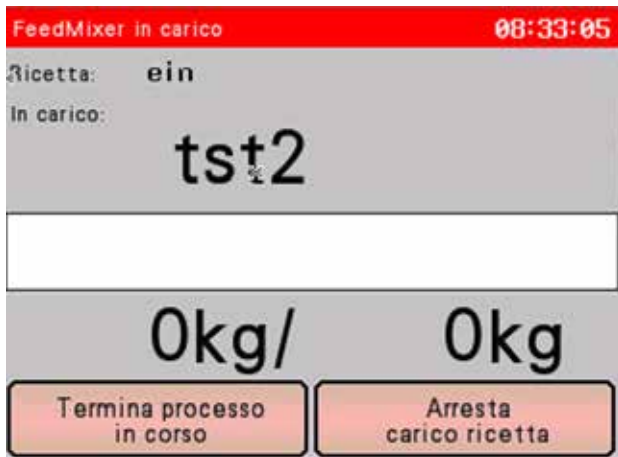 FeedMixer in carico 08:33:05
Ricetta: ein
In carico:
tst2
0kg/ 0kg
Termina processo
in corso
Arresta
carico ricetta